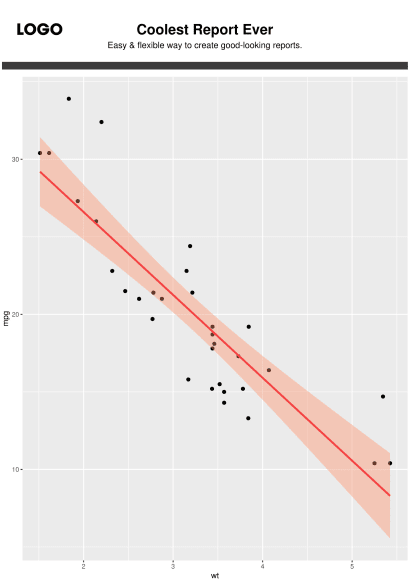 LOGO
Coolest Report Ever
Easy & flexible way to create good-looking reports.
30
20
mpg
10
2 3 4 5
wt